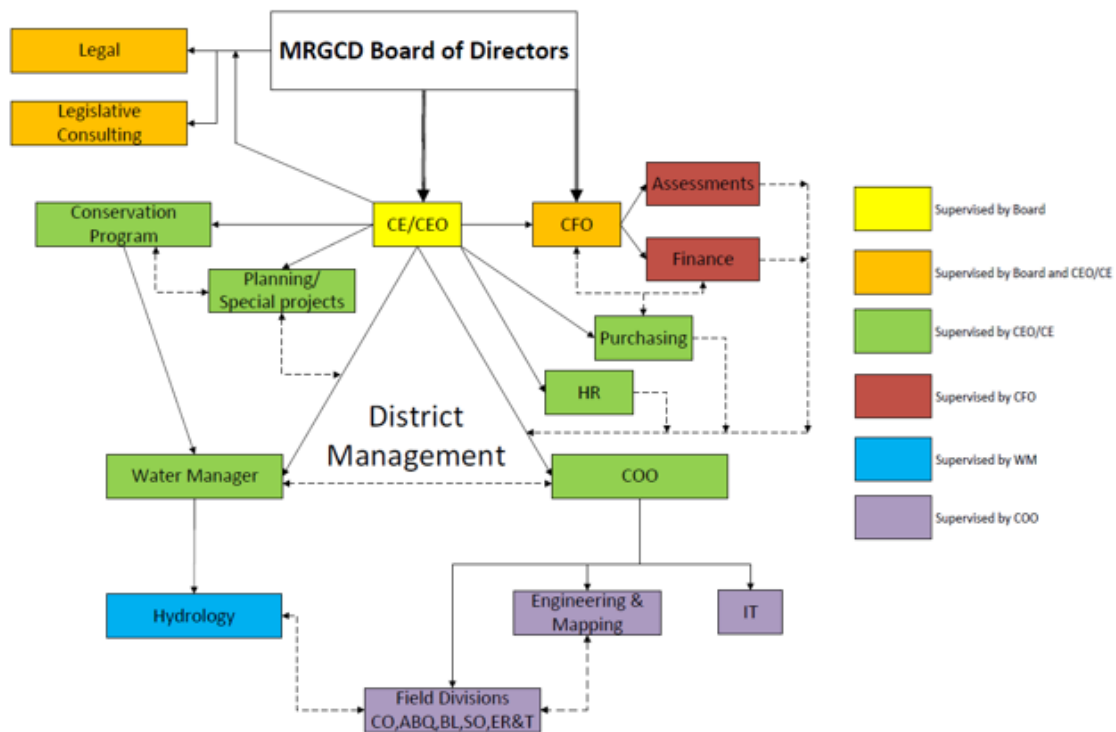 MRGCD Board of Directors
Legal
Legislative
Consulting
Conservation
Program
CE/CEO
CFO
Assessments
Finance
Planning/
Special projects
Purchasing
HR
District
Management
Water Manager
COO
Hydrology
Engineering &
Mapping
IT
Field Divisions
CO,ABQ,BL,SO,ER&T
Supervised by Board
Supervised by Board and CEO/CE
Supervised by CEO/CE
Supervised by CFO
Supervised by WM
Supervised by COO